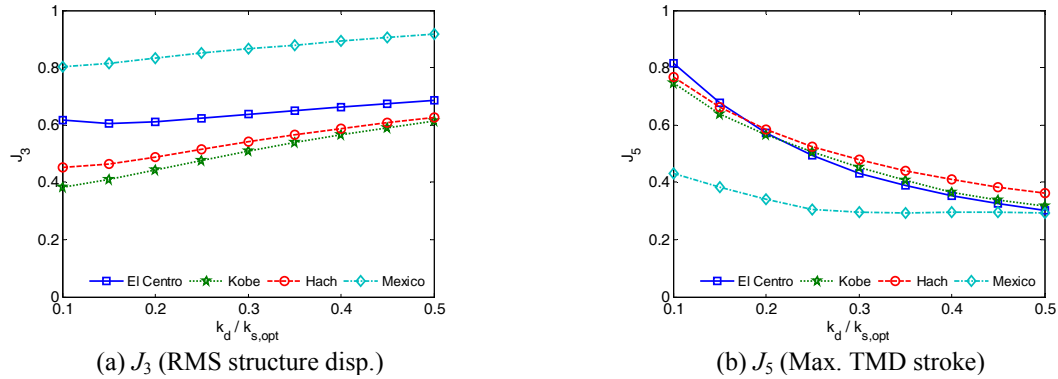 1
0.8
0.6
0.4
0.2
0
J3
0.1 0.2 0.3 0.4 0.5
kd / ks,opt
El Centro Kobe Hach Mexico
(a) J3 (RMS structure disp.)
1
0.8
0.6
0.4
0.2
0
J5
0.1 0.2 0.3 0.4 0.5
kd / ks,opt
El Centro Kobe Hach Mexico
(b) J5 (Max. TMD stroke)